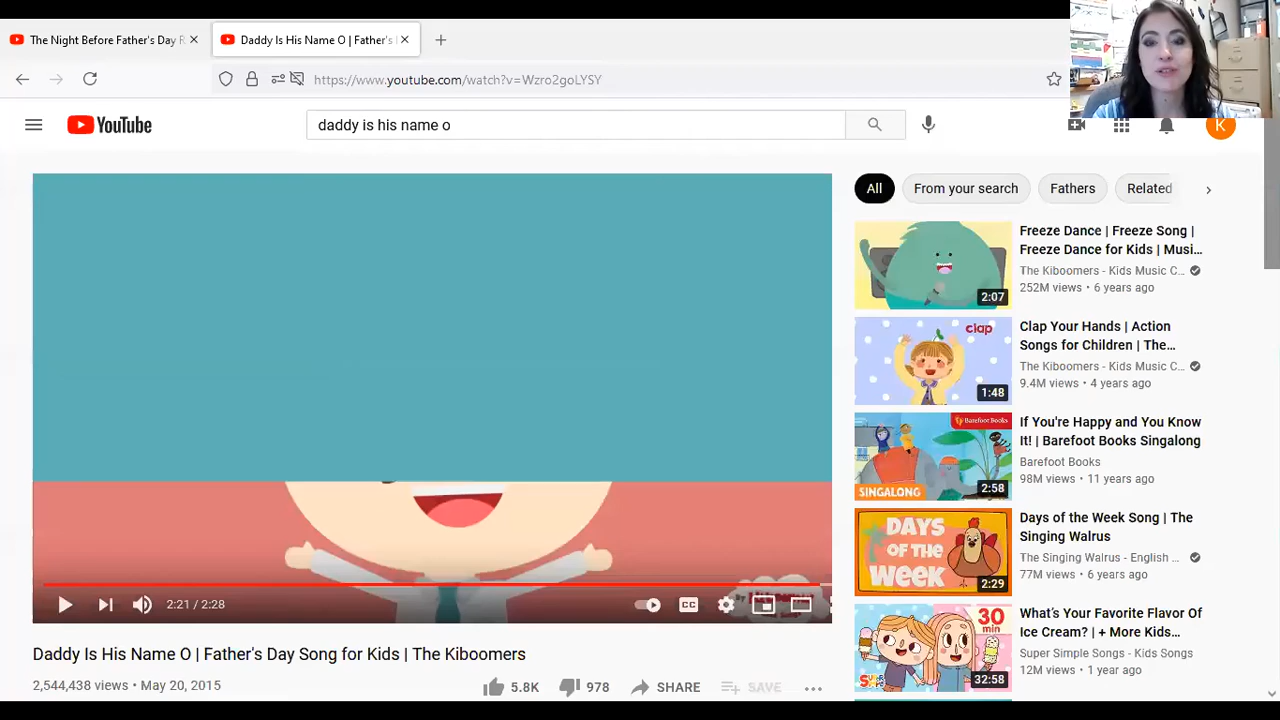 The Night Before Father's Day R
Daddy Is His Name O | Father's
https://www.youtube.com/watch?v=Wzro2goLYSY
YouTube
daddy is his name o
K
All
From your search
Fathers
Related
Freeze Dance | Freeze Song |
Freeze Dance for Kids | Musi...
The Kiboomers - Kids Music C...
252M views • 6 years ago
2:07
clap
Clap Your Hands | Action
Songs for Children | The...
The Kiboomers - Kids Music C...
9.4M views • 4 years ago
1:48
Barefoot Books
SINGALONG
If You're Happy and You Know
It! | Barefoot Books Singalong
Barefoot Books
98M views • 11 years ago
2:58
DAYS
OF THE
WEEK
Days of the Week Song | The
Singing Walrus
The Singing Walrus - English ...
77M views • 6 years ago
2:29
30
min
What's Your Favorite Flavor Of
Ice Cream? | + More Kids...
Super Simple Songs - Kids Songs
12M views • 1 year ago
32:58
2:21 / 2:28
CC
Daddy Is His Name O | Father's Day Song for Kids | The Kiboomers
2,544,438 views • May 20, 2015
5.8K
978
SHARE
SAVE